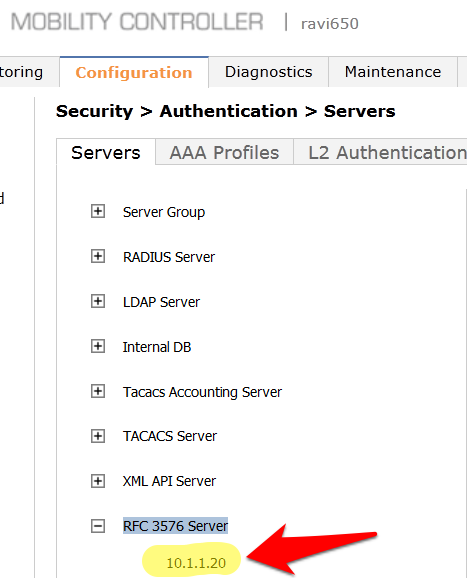 MOBILITY CONTROLLER | ravi650
toring Configuration Diagnostics Maintenance
Security > Authentication > Servers
Servers AAA Profiles L2 Authentication
d
Server Group
RADIUS Server
LDAP Server
Internal DB
Tacacs Accounting Server
TACACS Server
XML API Server
RFC 3576 Server
10.1.1.20